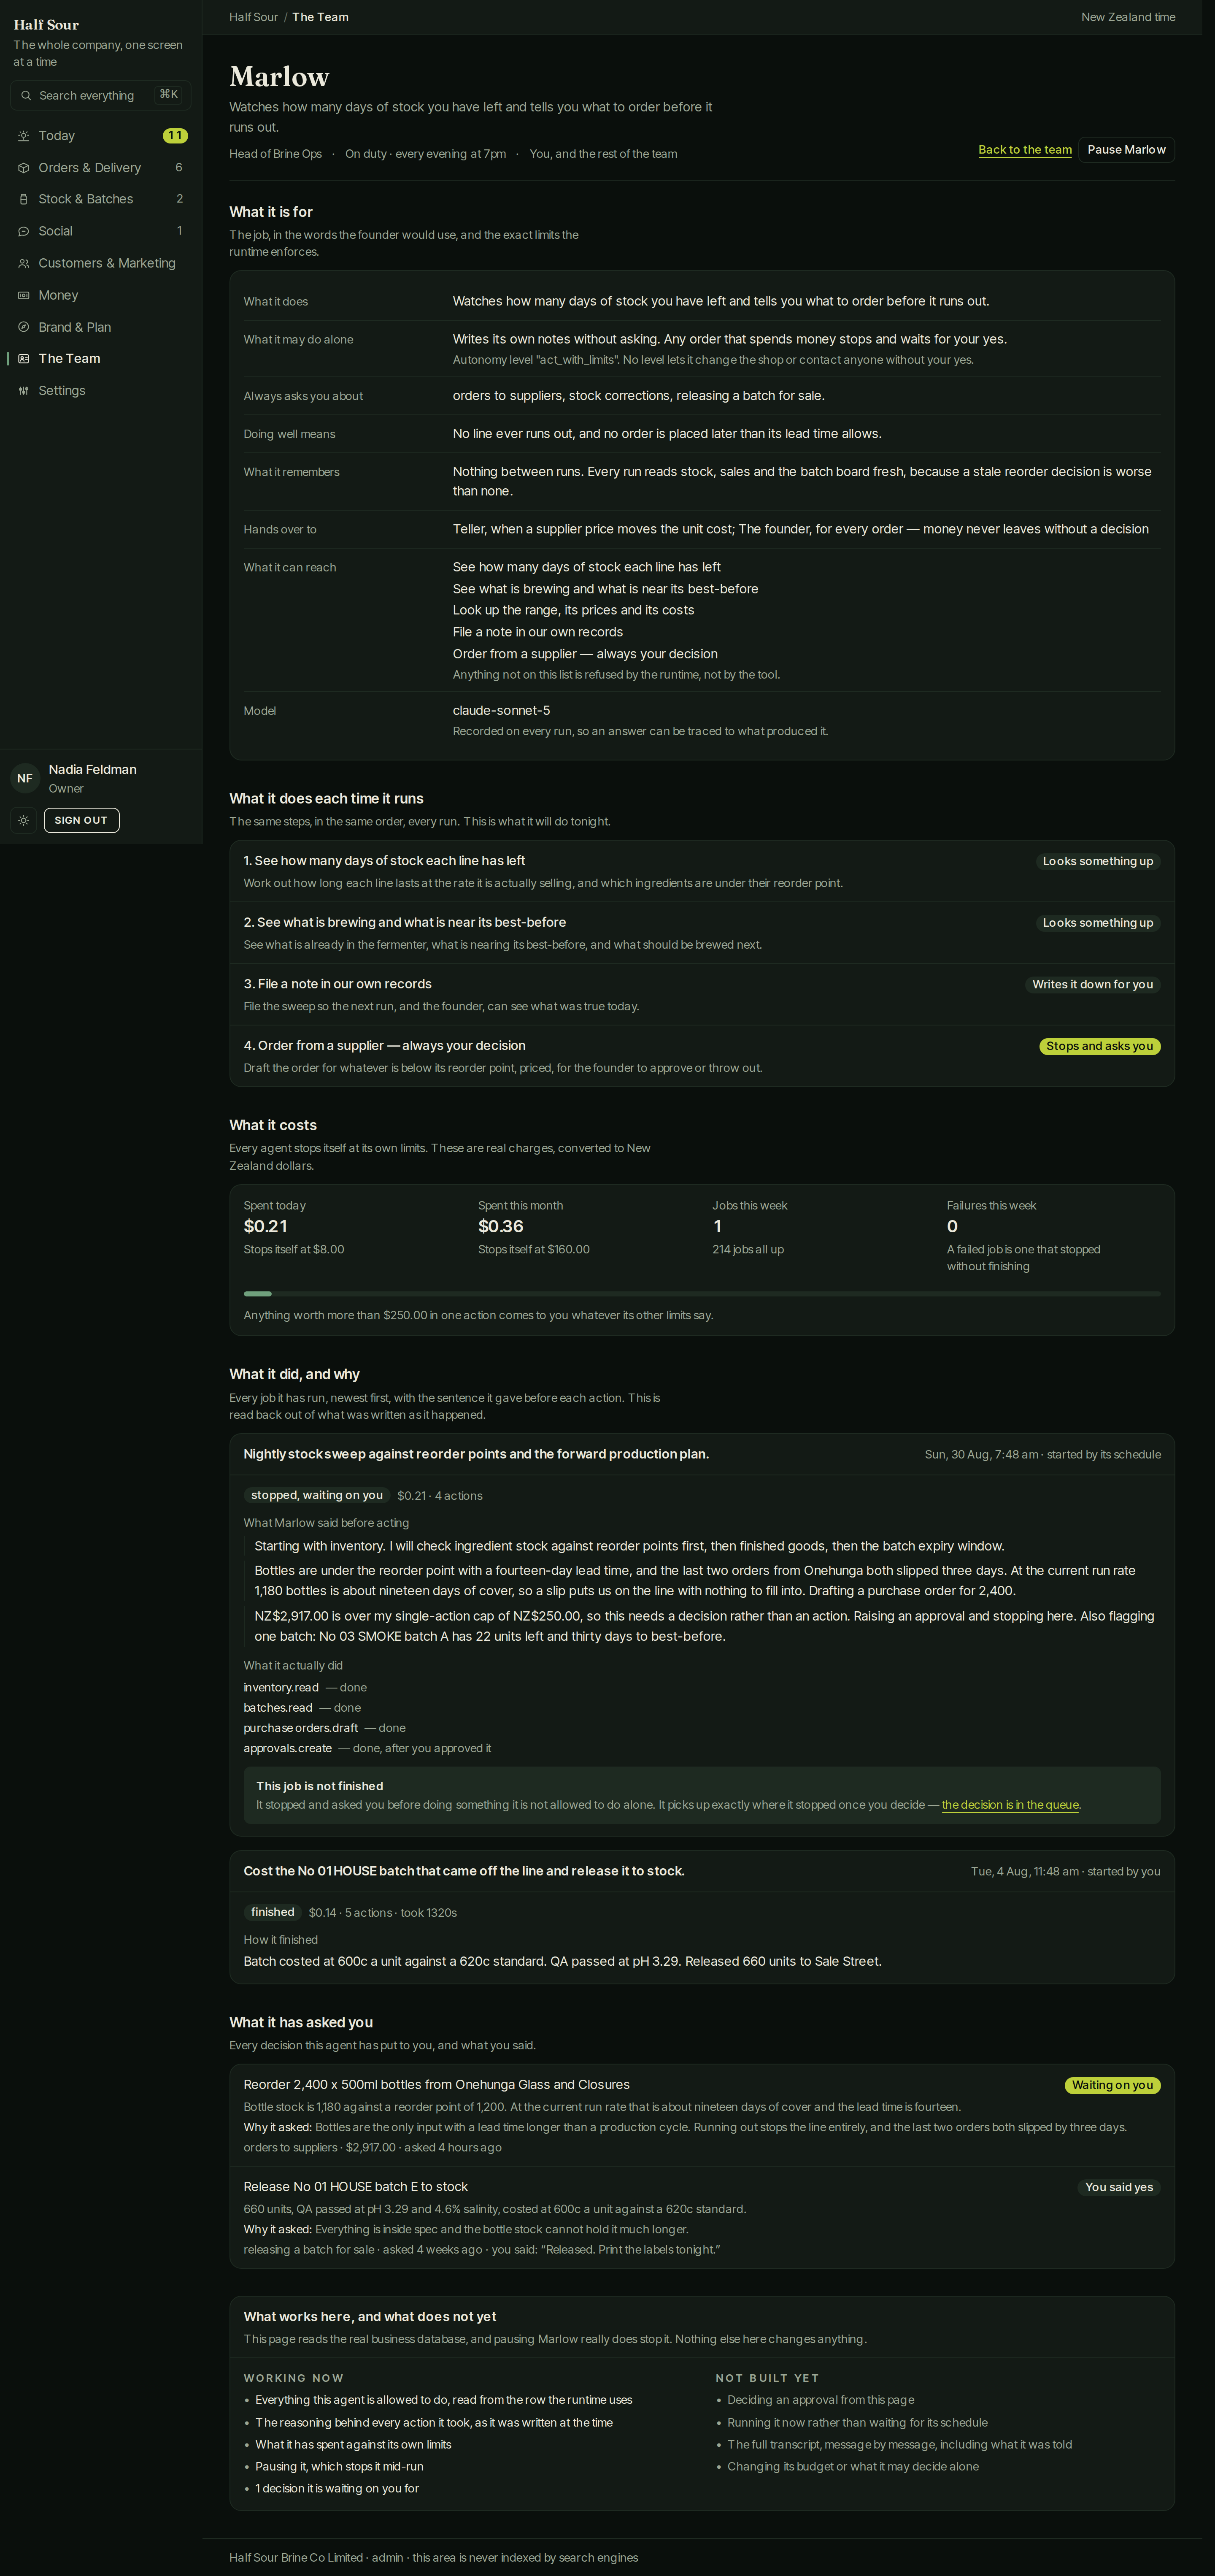 Half Sour
The whole company, one screen
at a time
Search everything ⌘K
Today 11
Orders & Delivery 6
Stock & Batches 2
Social 1
Customers & Marketing
Money
Brand & Plan
The Team
Settings
NF
Nadia Feldman
Owner
SIGN OUT
Half Sour / The Team
New Zealand time
Marlow
Watches how many days of stock you have left and tells you what to order before it
runs out.
Head of Brine Ops · On duty · every evening at 7pm · You, and the rest of the team
Back to the team
Pause Marlow
What it is for
The job, in the words the founder would use, and the exact limits the
runtime enforces.
What it does
Watches how many days of stock you have left and tells you what to order before it runs out.
What it may do alone
Writes its own notes without asking. Any order that spends money stops and waits for your yes.
Autonomy level "act_with_limits". No level lets it change the shop or contact anyone without your yes.
Always asks you about
orders to suppliers, stock corrections, releasing a batch for sale.
Doing well means
No line ever runs out, and no order is placed later than its lead time allows.
What it remembers
Nothing between runs. Every run reads stock, sales and the batch board fresh, because a stale reorder decision is worse
than none.
Hands over to
Teller, when a supplier price moves the unit cost; The founder, for every order — money never leaves without a decision
What it can reach
See how many days of stock each line has left
See what is brewing and what is near its best-before
Look up the range, its prices and its costs
File a note in our own records
Order from a supplier — always your decision
Anything not on this list is refused by the runtime, not by the tool.
Model
claude-sonnet-5
Recorded on every run, so an answer can be traced to what produced it.
What it does each time it runs
The same steps, in the same order, every run. This is what it will do tonight.
1. See how many days of stock each line has left
Looks something up
Work out how long each line lasts at the rate it is actually selling, and which ingredients are under their reorder point.
2. See what is brewing and what is near its best-before
Looks something up
See what is already in the fermenter, what is nearing its best-before, and what should be brewed next.
3. File a note in our own records
Writes it down for you
File the sweep so the next run, and the founder, can see what was true today.
4. Order from a supplier — always your decision
Stops and asks you
Draft the order for whatever is below its reorder point, priced, for the founder to approve or throw out.
What it costs
Every agent stops itself at its own limits. These are real charges, converted to New
Zealand dollars.
Spent today
$0.21
Stops itself at $8.00
Spent this month
$0.36
Stops itself at $160.00
Jobs this week
1
214 jobs all up
Failures this week
0
A failed job is one that stopped
without finishing
Anything worth more than $250.00 in one action comes to you whatever its other limits say.
What it did, and why
Every job it has run, newest first, with the sentence it gave before each action. This is
read back out of what was written as it happened.
Nightly stock sweep against reorder points and the forward production plan.
Sun, 30 Aug, 7:48 am · started by its schedule
stopped, waiting on you $0.21 · 4 actions
What Marlow said before acting
Starting with inventory. I will check ingredient stock against reorder points first, then finished goods, then the batch expiry window.
Bottles are under the reorder point with a fourteen-day lead time, and the last two orders from Onehunga both slipped three days. At the current run rate
1,180 bottles is about nineteen days of cover, so a slip puts us on the line with nothing to fill into. Drafting a purchase order for 2,400.
NZ$2,917.00 is over my single-action cap of NZ$250.00, so this needs a decision rather than an action. Raising an approval and stopping here. Also flagging
one batch: No 03 SMOKE batch A has 22 units left and thirty days to best-before.
What it actually did
inventory.read — done
batches.read — done
purchase orders.draft — done
approvals.create — done, after you approved it
This job is not finished
It stopped and asked you before doing something it is not allowed to do alone. It picks up exactly where it stopped once you decide — the decision is in the queue.
Cost the No 01 HOUSE batch that came off the line and release it to stock.
Tue, 4 Aug, 11:48 am · started by you
finished $0.14 · 5 actions · took 1320s
How it finished
Batch costed at 600c a unit against a 620c standard. QA passed at pH 3.29. Released 660 units to Sale Street.
What it has asked you
Every decision this agent has put to you, and what you said.
Reorder 2,400 x 500ml bottles from Onehunga Glass and Closures
Waiting on you
Bottle stock is 1,180 against a reorder point of 1,200. At the current run rate that is about nineteen days of cover and the lead time is fourteen.
Why it asked: Bottles are the only input with a lead time longer than a production cycle. Running out stops the line entirely, and the last two orders both slipped by three days.
orders to suppliers · $2,917.00 · asked 4 hours ago
Release No 01 HOUSE batch E to stock
You said yes
660 units, QA passed at pH 3.29 and 4.6% salinity, costed at 600c a unit against a 620c standard.
Why it asked: Everything is inside spec and the bottle stock cannot hold it much longer.
releasing a batch for sale · asked 4 weeks ago · you said: “Released. Print the labels tonight.”
What works here, and what does not yet
This page reads the real business database, and pausing Marlow really does stop it. Nothing else here changes anything.
WORKING NOW
• Everything this agent is allowed to do, read from the row the runtime uses
• The reasoning behind every action it took, as it was written at the time
• What it has spent against its own limits
• Pausing it, which stops it mid-run
• 1 decision it is waiting on you for
NOT BUILT YET
• Deciding an approval from this page
• Running it now rather than waiting for its schedule
• The full transcript, message by message, including what it was told
• Changing its budget or what it may decide alone
Half Sour Brine Co Limited · admin · this area is never indexed by search engines